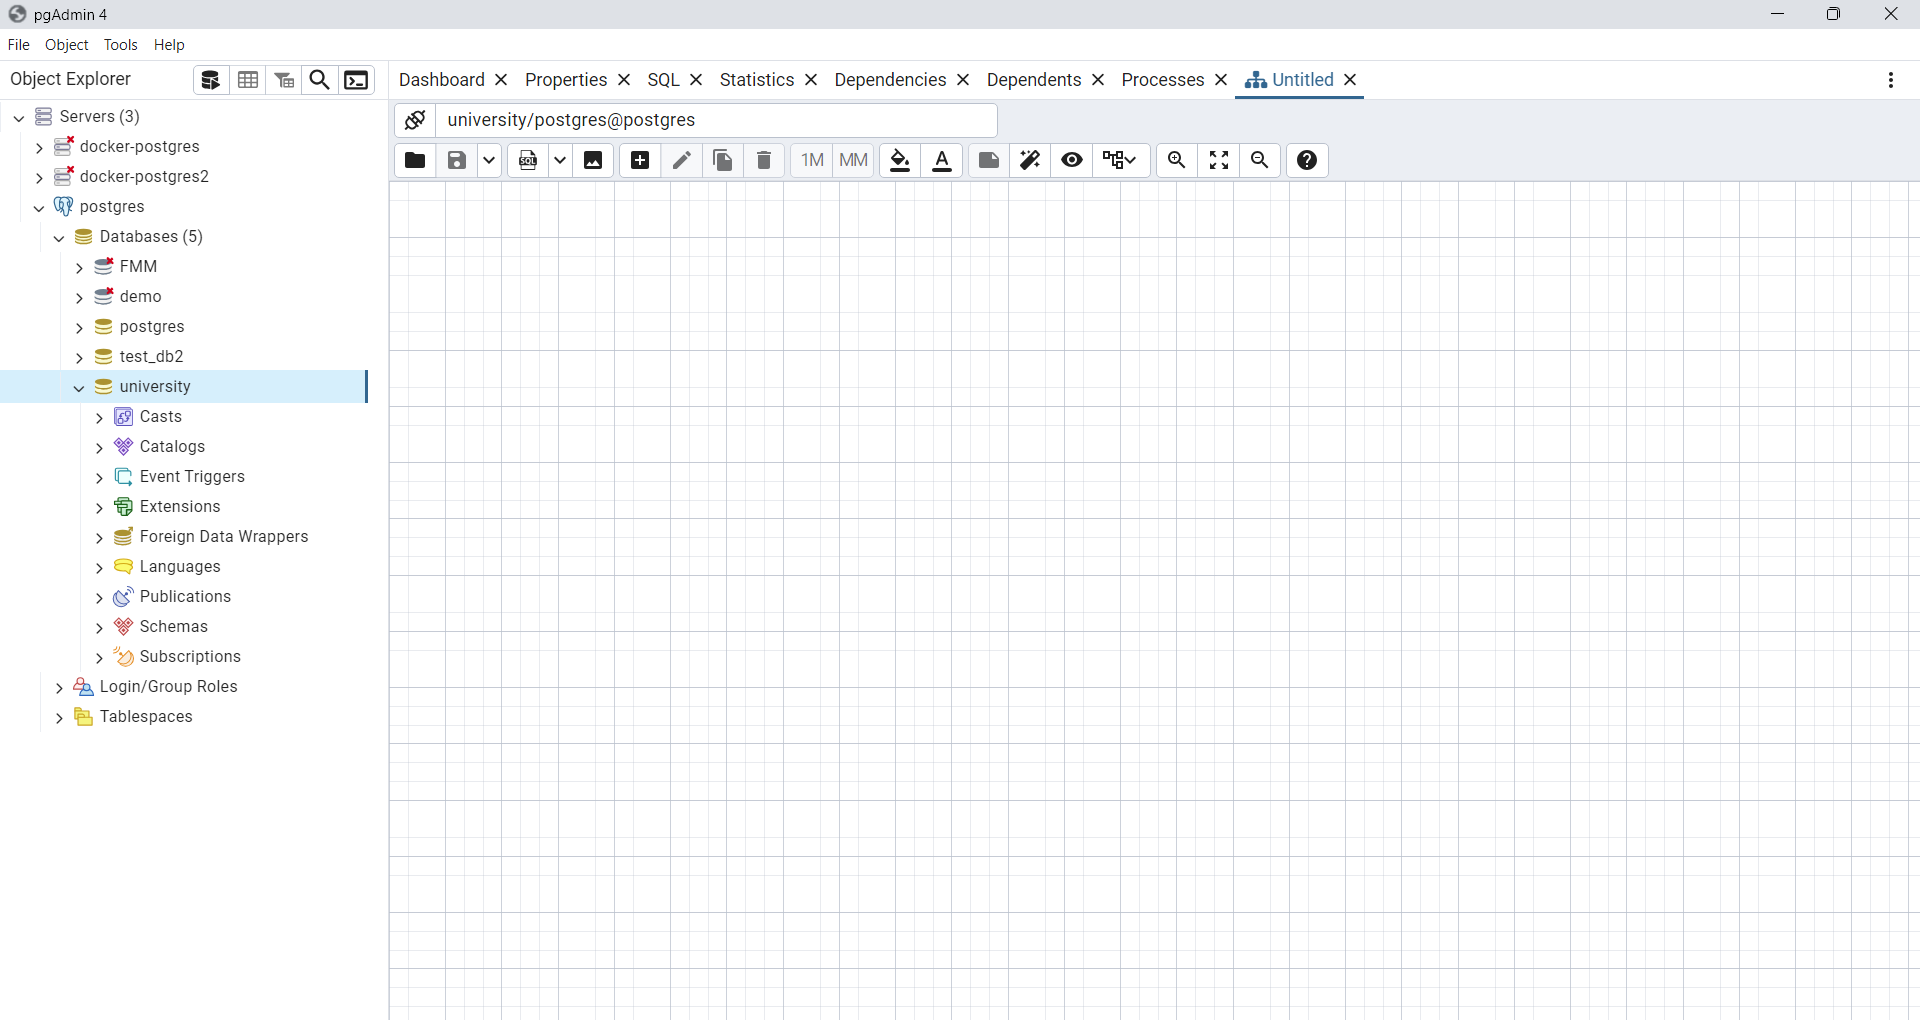 pgAdmin 4
File Object Tools Help
Object Explorer
Dashboard Properties SQL Statistics Dependencies Dependents Processes Untitled
university/postgres@postgres
SQL 1M MM
Servers (3)
docker-postgres
docker-postgres2
postgres
Databases (5)
FMM
demo
postgres
test_db2
university
Casts
Catalogs
Event Triggers
Extensions
Foreign Data Wrappers
Languages
Publications
Schemas
Subscriptions
Login/Group Roles
Tablespaces